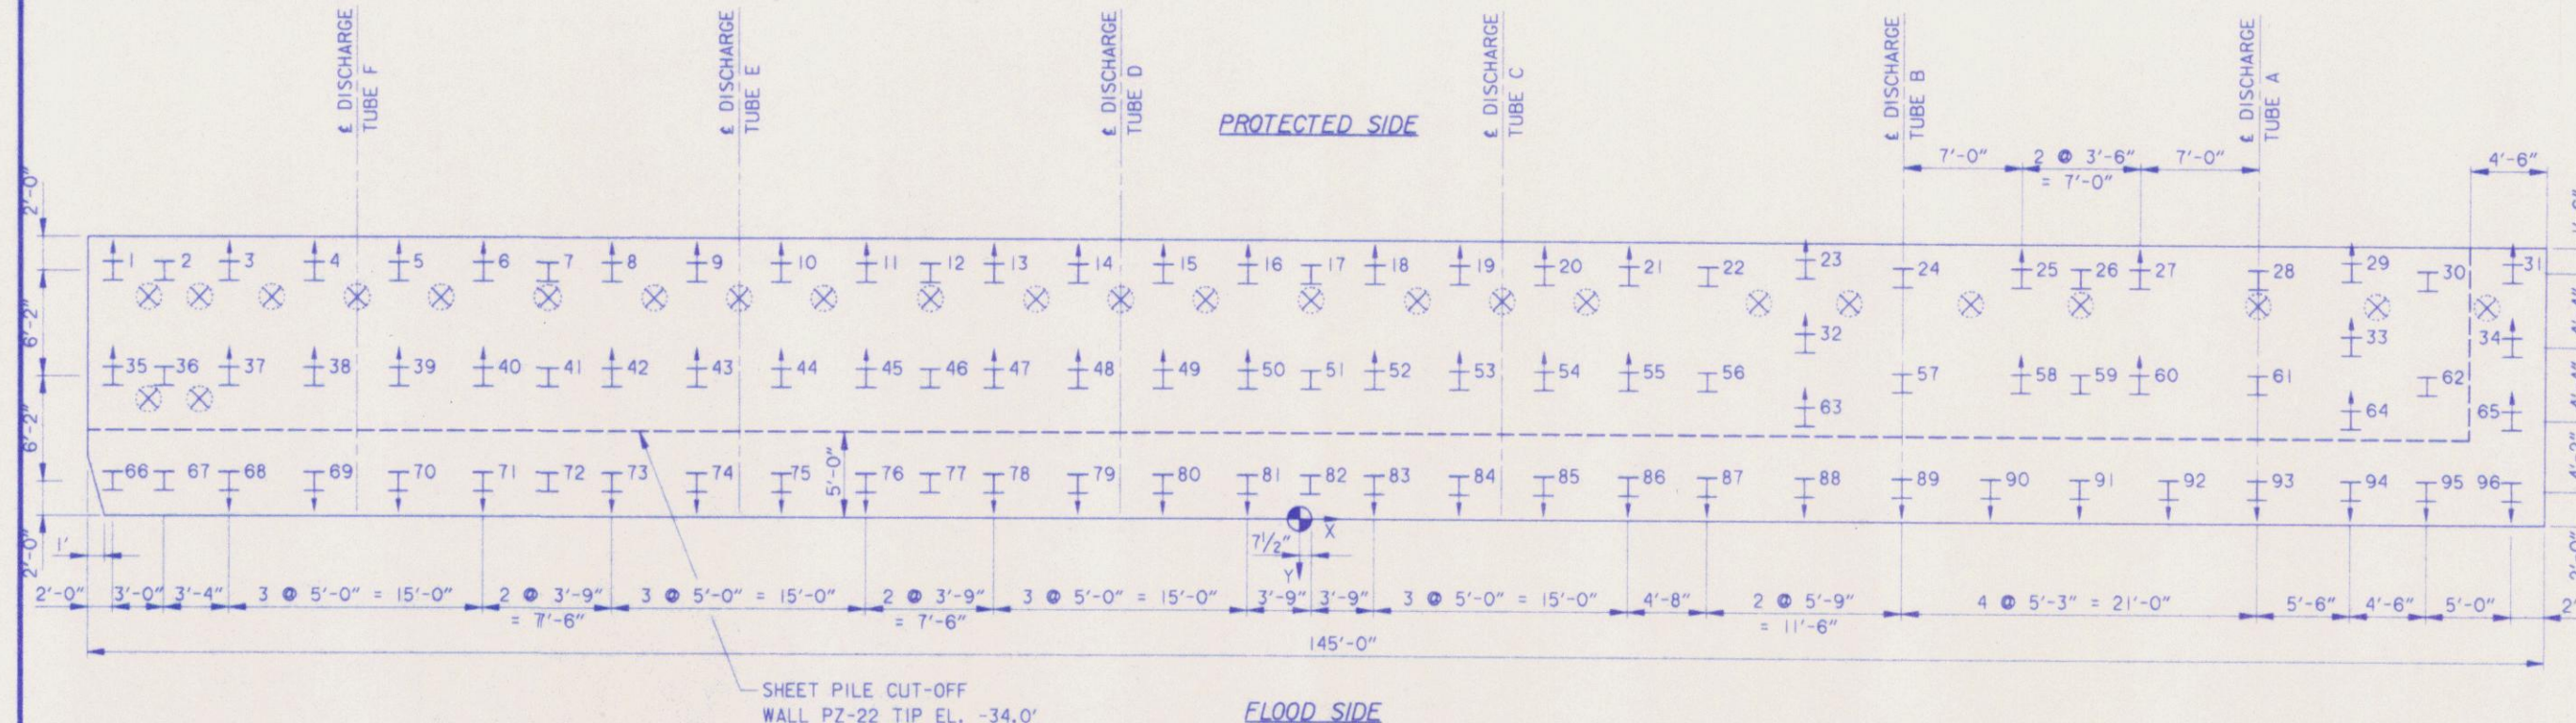 ℄ DISCHARGE
TUBE F
℄ DISCHARGE
TUBE E
℄ DISCHARGE
TUBE D
℄ DISCHARGE
TUBE C
℄ DISCHARGE
TUBE B
℄ DISCHARGE
TUBE A
PROTECTED SIDE
7'-0" 2 @ 3'-6" 7'-0" 4'-6"
= 7'-0"
2'-0"
1 2 3 4 5 6 7 8 9 10 11 12 13 14 15 16 17 18 19 20 21 22 23 24 25 26 27 28 29 30 31
6'-2"
32 33 34
35 36 37 38 39 40 41 42 43 44 45 46 47 48 49 50 51 52 53 54 55 56 57 58 59 60 61 62
63 64 65
6'-2"
66 67 68 69 70 71 72 73 74 75 76 77 78 79 80 81 82 83 84 85 86 87 88 89 90 91 92 93 94 95 96
5'-0"
2'-0"
1'
X
7½"
Y
2'-0" 3'-0" 3'-4" 3 @ 5'-0" = 15'-0" 2 @ 3'-9" 3 @ 5'-0" = 15'-0" 2 @ 3'-9" 3 @ 5'-0" = 15'-0" 3'-9" 3'-9" 3 @ 5'-0" = 15'-0" 4'-8" 2 @ 5'-9" 4 @ 5'-3" = 21'-0" 5'-6" 4'-6" 5'-0"
= 7'-6" = 7'-6" = 11'-6"
145'-0"
SHEET PILE CUT-OFF
WALL PZ-22 TIP EL. -34.0'
FLOOD SIDE